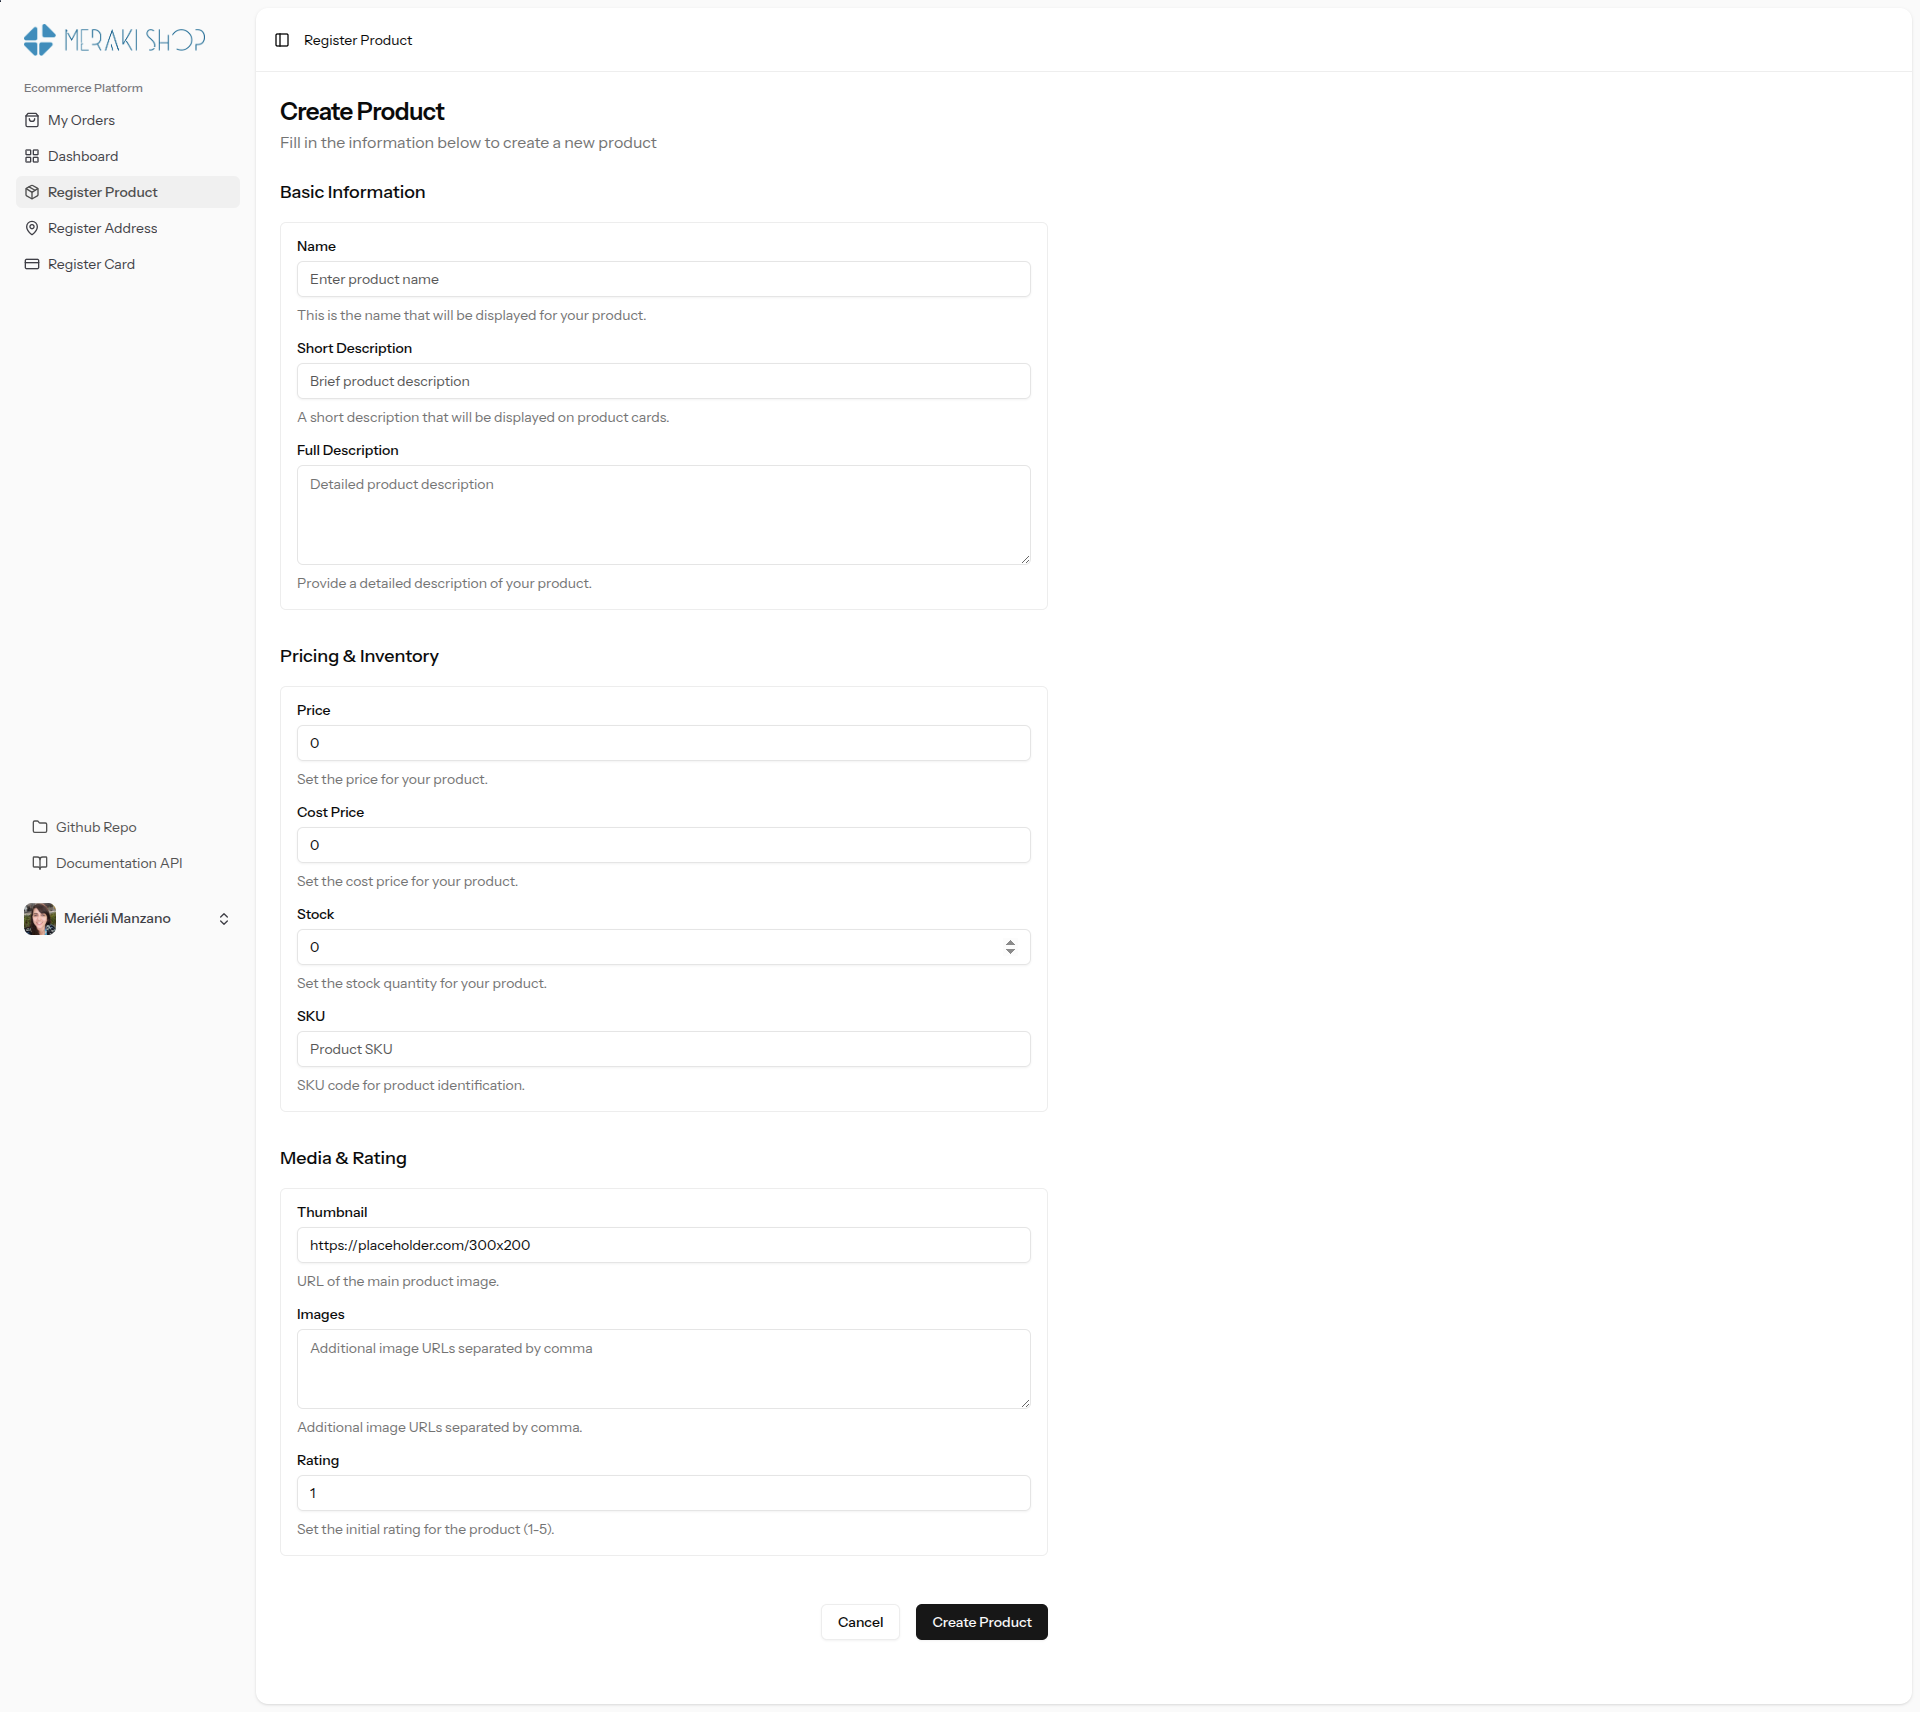 MERAKI SHOP
Ecommerce Platform
My Orders
Dashboard
Register Product
Register Address
Register Card
Github Repo
Documentation API
Meriéli Manzano
Register Product
Create Product
Fill in the information below to create a new product
Basic Information
Name
Enter product name
This is the name that will be displayed for your product.
Short Description
Brief product description
A short description that will be displayed on product cards.
Full Description
Detailed product description
Provide a detailed description of your product.
Pricing & Inventory
Price
0
Set the price for your product.
Cost Price
0
Set the cost price for your product.
Stock
0
Set the stock quantity for your product.
SKU
Product SKU
SKU code for product identification.
Media & Rating
Thumbnail
https://placeholder.com/300x200
URL of the main product image.
Images
Additional image URLs separated by comma
Additional image URLs separated by comma.
Rating
1
Set the initial rating for the product (1-5).
Cancel
Create Product